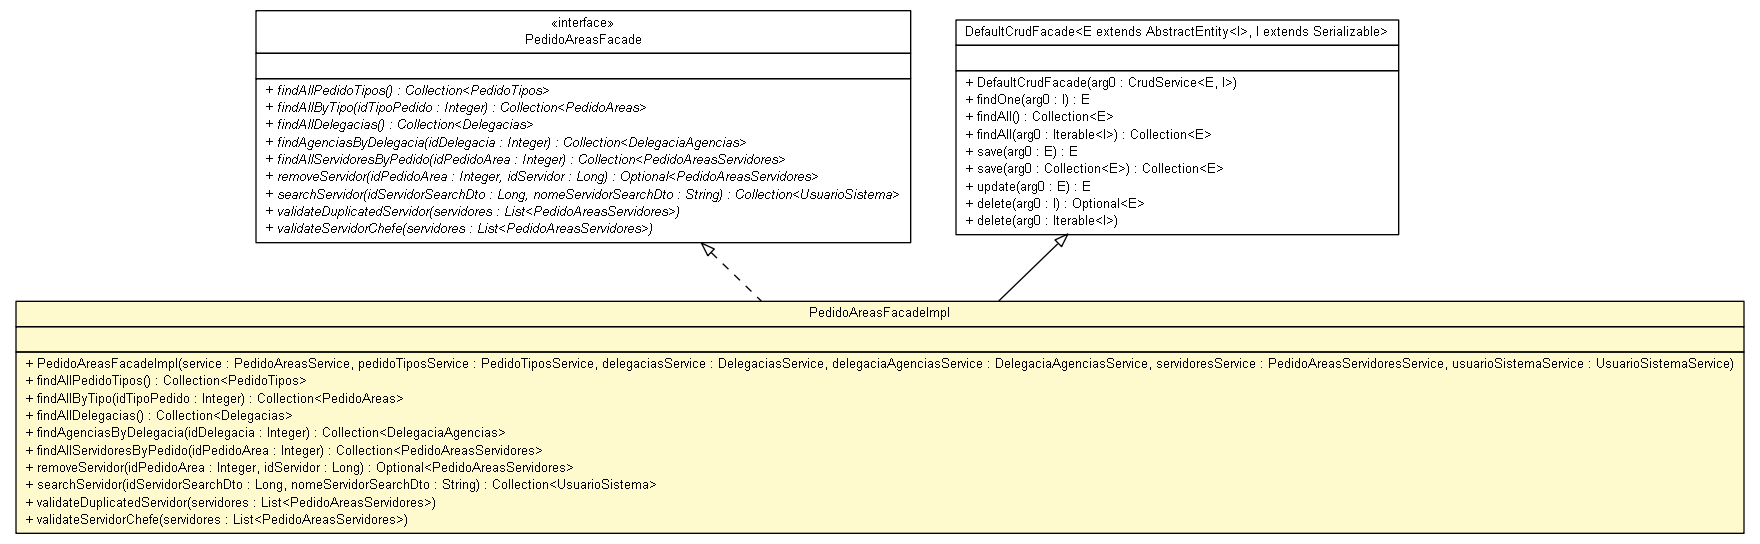 «interface»
PedidoAreasFacade
+ findAllPedidoTipos() : Collection<PedidoTipos>
+ findAllByTipo(idTipoPedido : Integer) : Collection<PedidoAreas>
+ findAllDelegacias() : Collection<Delegacias>
+ findAgenciasByDelegacia(idDelegacia : Integer) : Collection<DelegaciaAgencias>
+ findAllServidoresByPedido(idPedidoArea : Integer) : Collection<PedidoAreasServidores>
+ removeServidor(idPedidoArea : Integer, idServidor : Long) : Optional<PedidoAreasServidores>
+ searchServidor(idServidorSearchDto : Long, nomeServidorSearchDto : String) : Collection<UsuarioSistema>
+ validateDuplicatedServidor(servidores : List<PedidoAreasServidores>)
+ validateServidorChefe(servidores : List<PedidoAreasServidores>)
DefaultCrudFacade<E extends AbstractEntity<I>, I extends Serializable>
+ DefaultCrudFacade(arg0 : CrudService<E, I>)
+ findOne(arg0 : I) : E
+ findAll() : Collection<E>
+ findAll(arg0 : Iterable<I>) : Collection<E>
+ save(arg0 : E) : E
+ save(arg0 : Collection<E>) : Collection<E>
+ update(arg0 : E) : E
+ delete(arg0 : I) : Optional<E>
+ delete(arg0 : Iterable<I>)
PedidoAreasFacadeImpl
+ PedidoAreasFacadeImpl(service : PedidoAreasService, pedidoTiposService : PedidoTiposService, delegaciasService : DelegaciasService, delegaciaAgenciasService : DelegaciaAgenciasService, servidoresService : PedidoAreasServidoresService, usuarioSistemaService : UsuarioSistemaService)
+ findAllPedidoTipos() : Collection<PedidoTipos>
+ findAllByTipo(idTipoPedido : Integer) : Collection<PedidoAreas>
+ findAllDelegacias() : Collection<Delegacias>
+ findAgenciasByDelegacia(idDelegacia : Integer) : Collection<DelegaciaAgencias>
+ findAllServidoresByPedido(idPedidoArea : Integer) : Collection<PedidoAreasServidores>
+ removeServidor(idPedidoArea : Integer, idServidor : Long) : Optional<PedidoAreasServidores>
+ searchServidor(idServidorSearchDto : Long, nomeServidorSearchDto : String) : Collection<UsuarioSistema>
+ validateDuplicatedServidor(servidores : List<PedidoAreasServidores>)
+ validateServidorChefe(servidores : List<PedidoAreasServidores>)